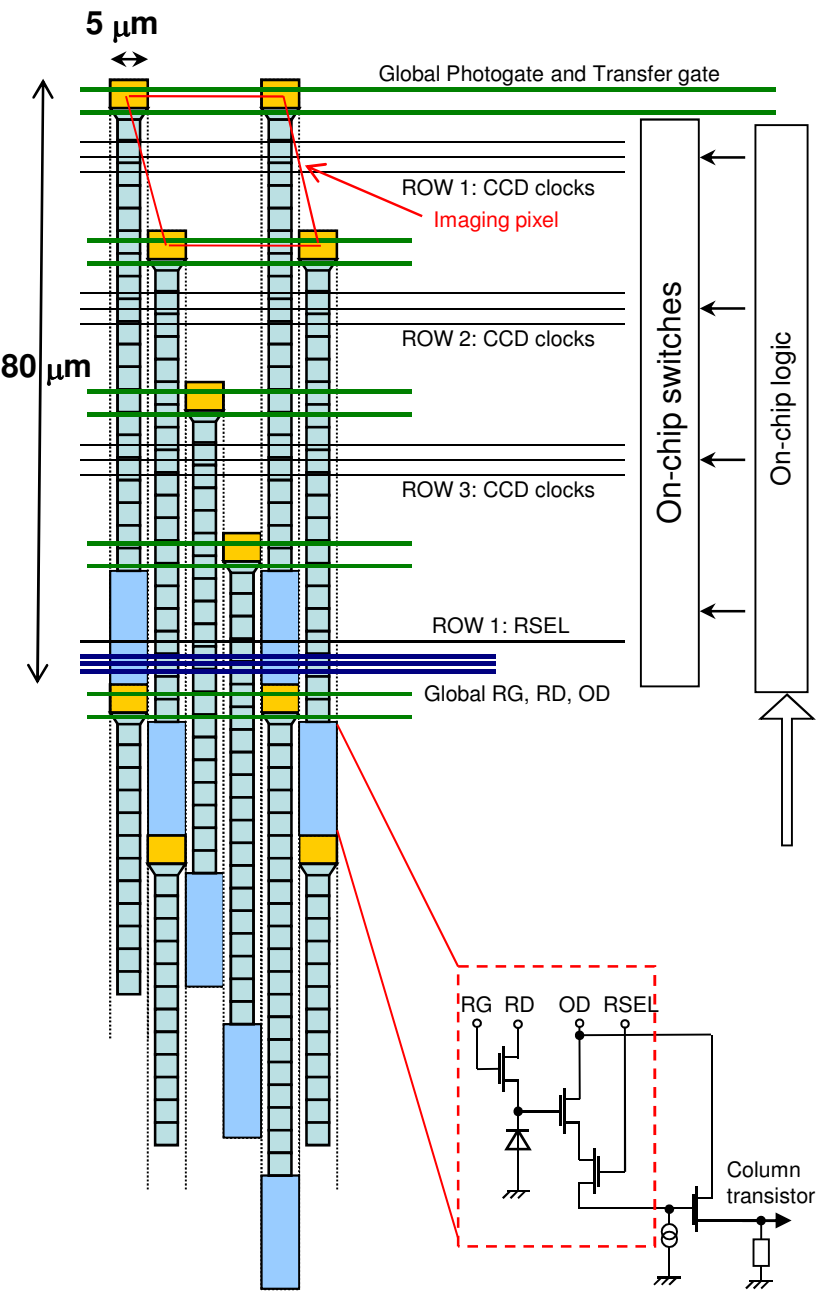 5 μm
Global Photogate and Transfer gate
ROW 1: CCD clocks
Imaging pixel
On-chip switches
On-chip logic
ROW 2: CCD clocks
80 μm
ROW 3: CCD clocks
ROW 1: RSEL
Global RG, RD, OD
RG RD OD RSEL
Column
transistor